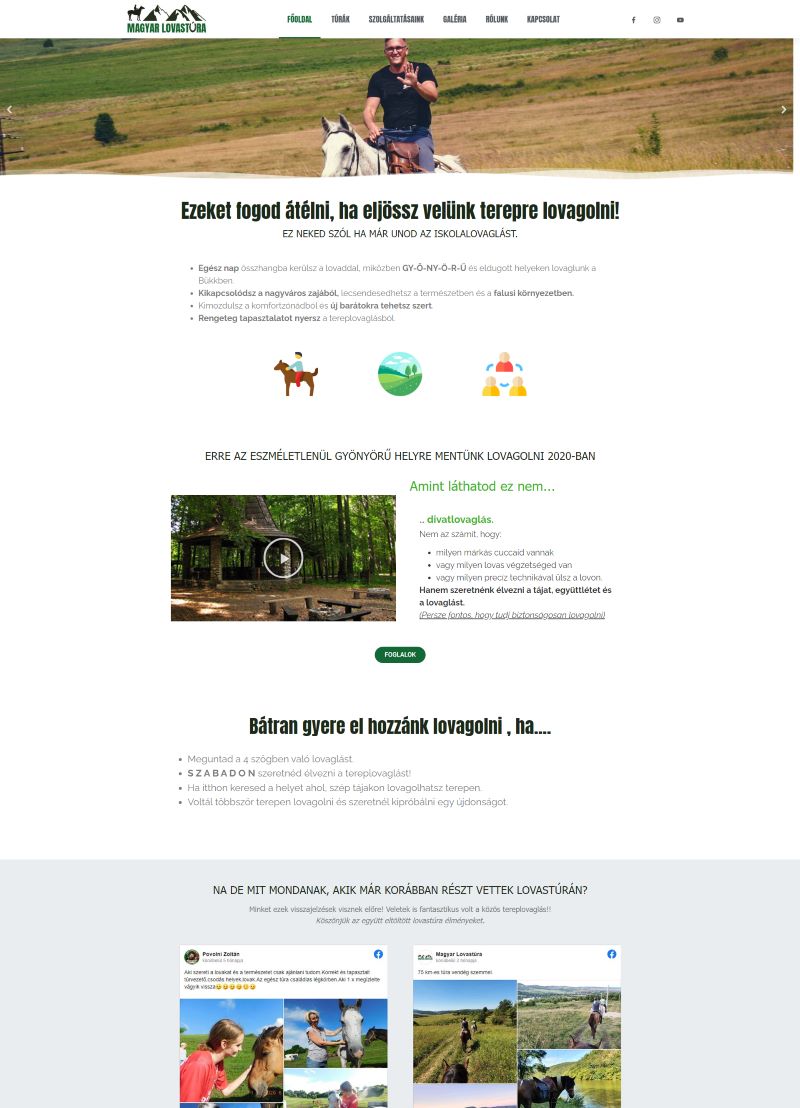 MAGYAR LOVASTÚRA
FŐOLDAL
TÚRÁK
SZOLGÁLTATÁSAINK
GALÉRIA
RÓLUNK
KAPCSOLAT
Ezeket fogod átélni, ha eljössz velünk terepre lovagolni!
EZ NEKED SZÓL HA MÁR UNOD AZ ISKOLALOVAGLÁST.
Egész nap összhangba kerülsz a lovaddal, miközben GY-Ö-NY-Ö-R-Ű és eldugott helyeken lovaglunk a
Bükkben.
Kikapcsolódsz a nagyváros zajából, lecsendesedhetsz a természetben és a falusi környezetben.
Kimozdulsz a komfortzónádból és új barátokra tehetsz szert.
Rengeteg tapasztalatot nyersz a tereplovaglásból.
ERRE AZ ESZMÉLETLENÜL GYÖNYÖRŰ HELYRE MENTÜNK LOVAGOLNI 2020-BAN
Amint láthatod ez nem...
.. divatlovaglás.
Nem az számít, hogy:
milyen márkás cuccaid vannak
vagy milyen lovas végzetséged van
vagy milyen precíz technikával ülsz a lovon.
Hanem szeretnénk élvezni a tájat, együttlétet és
a lovaglást.
(Persze fontos, hogy tudj biztonságosan lovagolni)
FOGLALOK
Bátran gyere el hozzánk lovagolni , ha....
Meguntad a 4 szögben való lovaglást.
S Z A B A D O N szeretnéd élvezni a tereplovaglást!
Ha itthon keresed a helyet ahol, szép tájakon lovagolhatsz terepen.
Voltál többször terepen lovagolni és szeretnél kipróbálni egy újdonságot.
NA DE MIT MONDANAK, AKIK MÁR KORÁBBAN RÉSZT VETTEK LOVASTÚRÁN?
Minket ezek visszajelzések visznek előre! Veletek is fantasztikus volt a közös tereplovaglás!!
Köszönjük az együtt eltöltött lovastúra élményeket.
Povolni Zoltán
körülbelül 5 hónapja
Aki szereti a lovakat és a természetet csak ajánlani tudom.Korrekt és tapasztalt
túrvezető,csodás helyek,lovak.Az egész túra családias légkörben.Aki 1 x megízlelte
vágyik vissza
Magyar Lovastúra
körülbelül 2 hónapja
75 km-es túra vendég szemmel.